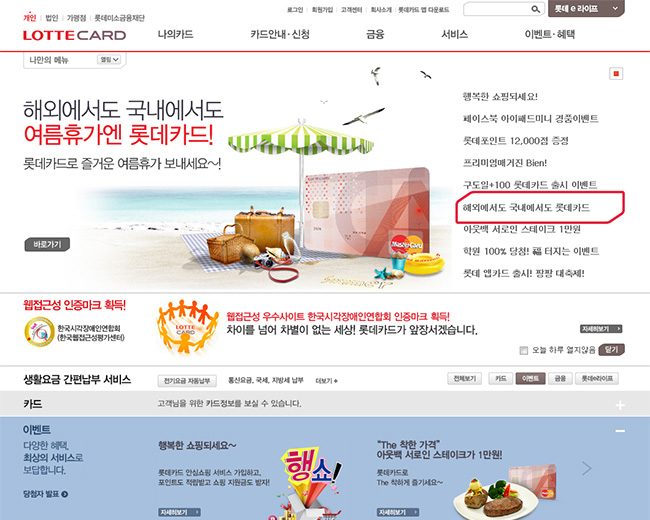 로그인 회원가입 고객센터 회사소개 롯데카드 앱 다운로드
롯데 e 라이프
개인 법인 가맹점 롯데미소금융재단
LOTTE CARD
나의카드 카드안내·신청 금융 서비스 이벤트·혜택
나만의 메뉴 열림
해외에서도 국내에서도
여름휴가엔 롯데카드!
롯데카드로 즐거운 여름휴가 보내세요~!
바로가기
MasterCard
행복한 쇼핑되세요!
페이스북 아이패드미니 경품이벤트
롯데포인트 12,000점 증정
프리미엄매거진 Bien!
구도일+100 롯데카드 출시 이벤트
해외에서도 국내에서도 롯데카드
아웃백 서로인 스테이크 1만원
학원 100% 당첨! 福 터지는 이벤트
롯데 앱카드 출시! 팡팡 대축제!
웹접근성 인증마크 획득!
한국시각장애인연합회
(한국웹접근성평가센터)
LOTTE CARD
웹접근성 우수사이트 한국시각장애인연합회 인증마크 획득!
차이를 넘어 차별이 없는 세상! 롯데카드가 앞장서겠습니다.
자세히보기
오늘 하루 열지않음 닫기
생활요금 간편납부 서비스 전기요금 자동납부 통신요금, 국세, 지방세 납부 더보기 +
전체보기 카드 이벤트 금융 롯데e라이프
카드 고객님을 위한 카드정보를 보실 수 있습니다.
이벤트
다양한 혜택,
최상의 서비스로
보답합니다.
당첨자 발표
행복한 쇼핑되세요~
롯데카드 안심쇼핑 서비스 가입하고,
포인트도 적립받고 쇼핑 지원금도 받자!
자세히보기
행쇼!
"The 착한 가격"
아웃백 서로인 스테이크가 1만원!
롯데카드로
The 착하게 즐기세요~
자세히보기